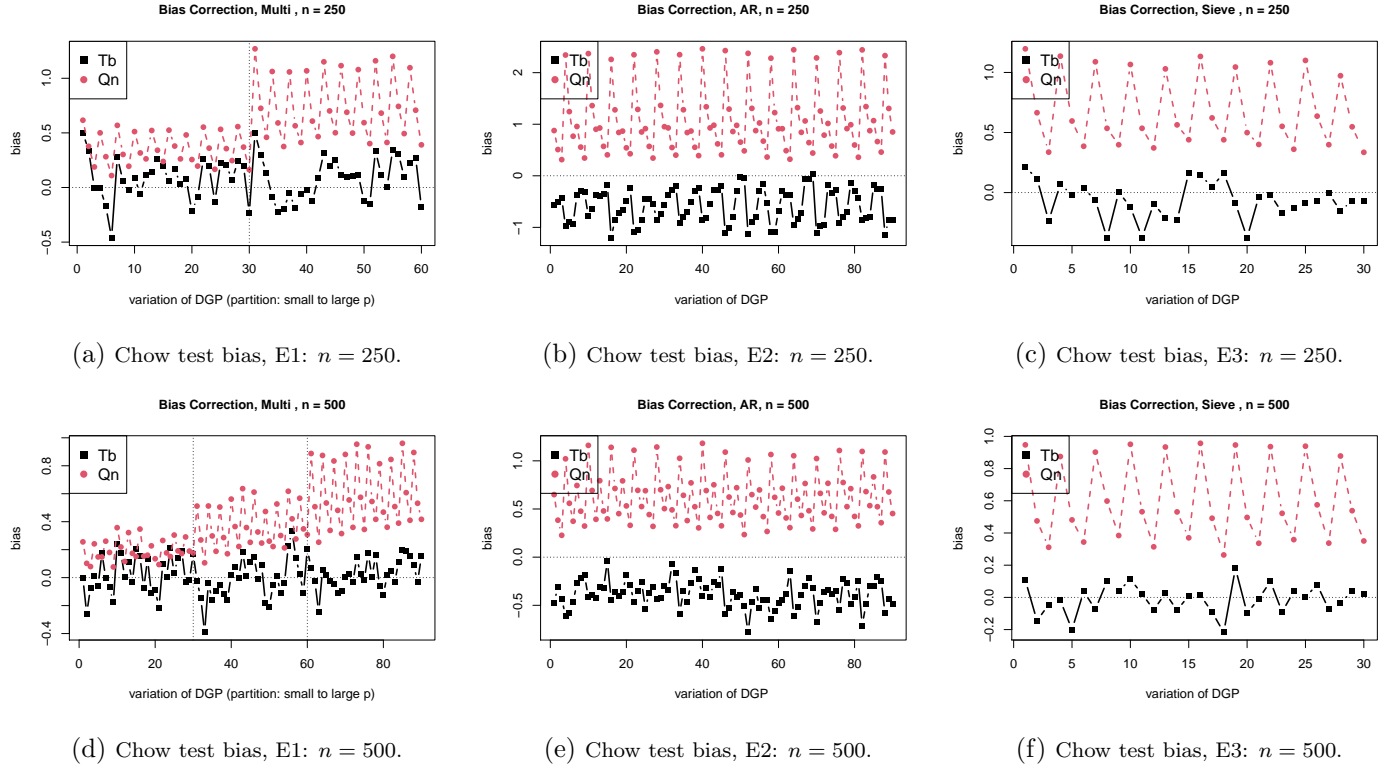 Bias Correction, Multi , n = 250
Bias Correction, AR, n = 250
Bias Correction, Sieve , n = 250
Tb
Qn
Tb
Qn
Tb
Qn
bias
1.0
0.5
0.0
−0.5
bias
2
1
0
−1
bias
1.0
0.5
0.0
0 10 20 30 40 50 60
0 20 40 60 80
0 5 10 15 20 25 30
variation of DGP (partition: small to large p)
variation of DGP
variation of DGP
(a) Chow test bias, E1: n = 250.
(b) Chow test bias, E2: n = 250.
(c) Chow test bias, E3: n = 250.
Bias Correction, Multi , n = 500
Bias Correction, AR, n = 500
Bias Correction, Sieve , n = 500
Tb
Qn
Tb
Qn
Tb
Qn
bias
0.8
0.4
0.0
−0.4
bias
1.0
0.5
0.0
−0.5
bias
1.0
0.8
0.6
0.4
0.2
0.0
−0.2
0 20 40 60 80
0 20 40 60 80
0 5 10 15 20 25 30
variation of DGP (partition: small to large p)
variation of DGP
variation of DGP
(d) Chow test bias, E1: n = 500.
(e) Chow test bias, E2: n = 500.
(f) Chow test bias, E3: n = 500.